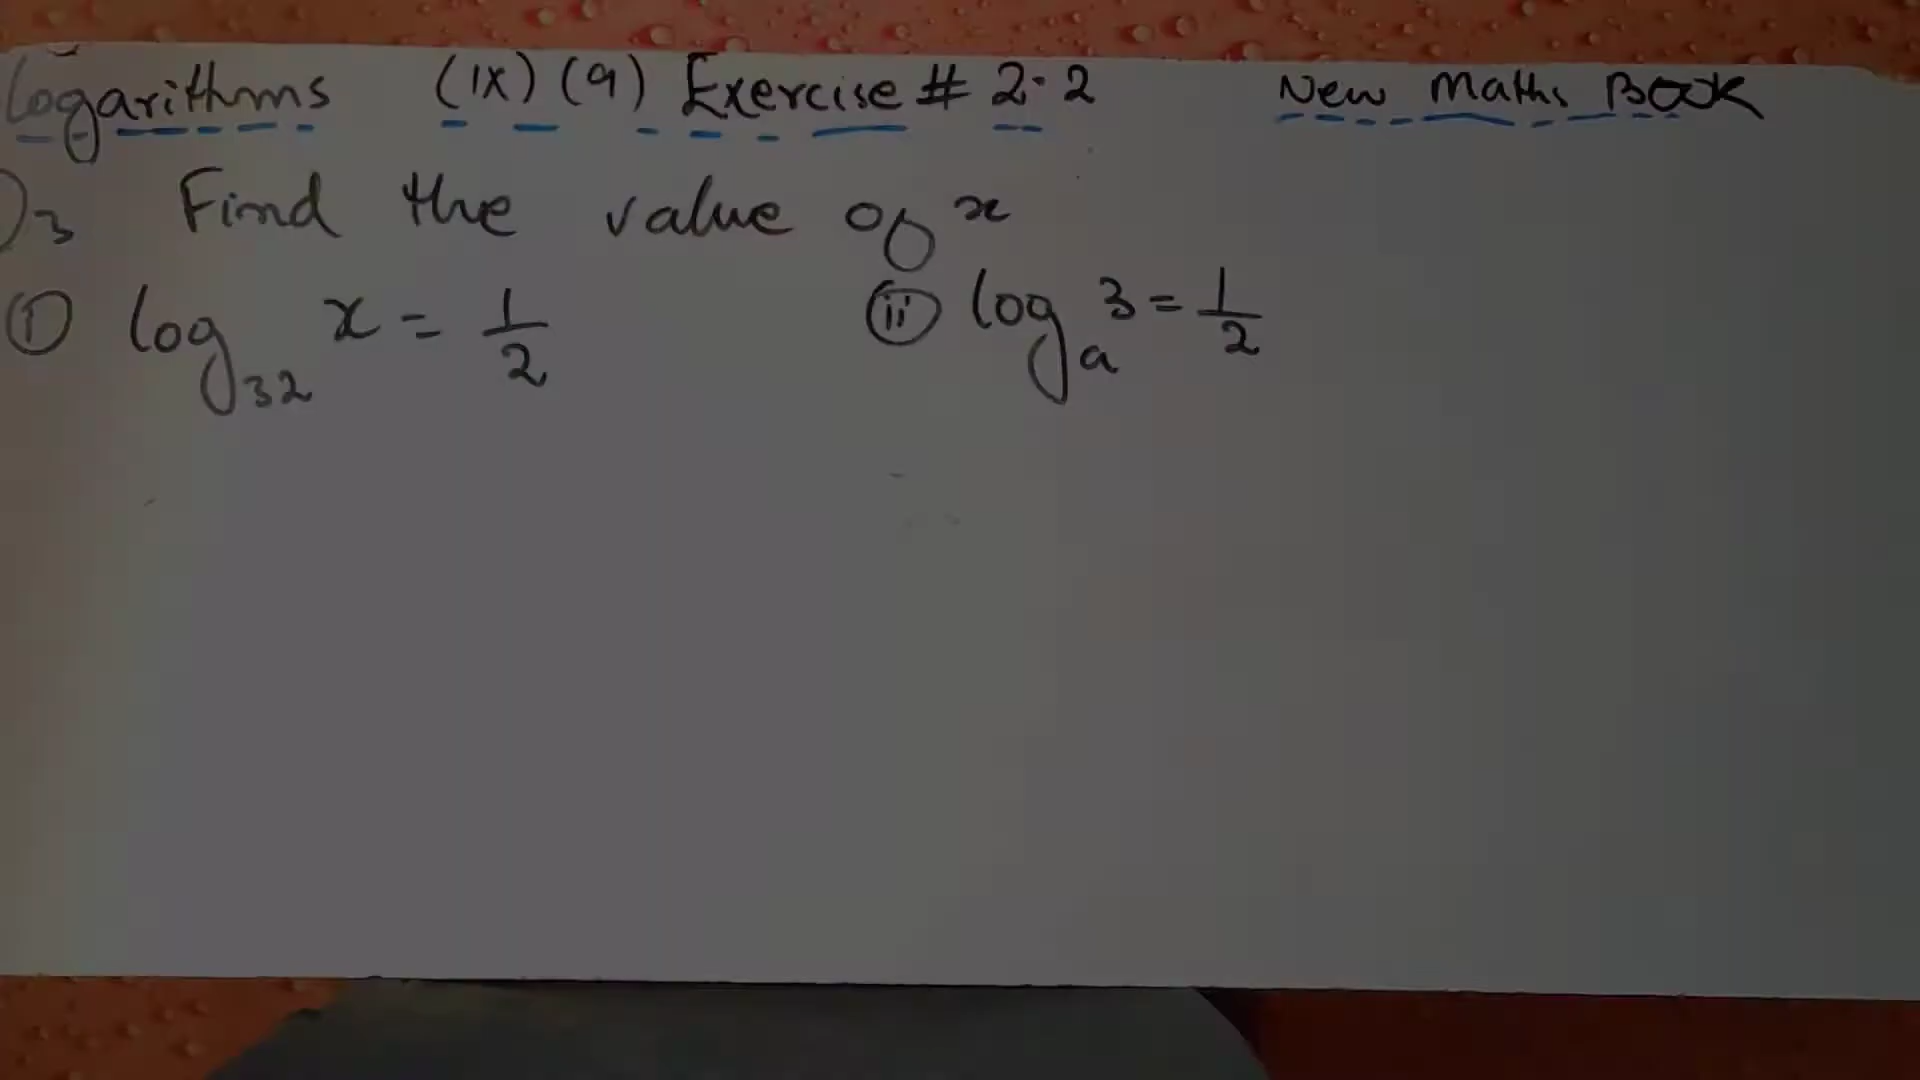 Logarithms (IX) (9) Exercise # 2.2 New Maths Book
Q3 Find the value of x
(i) log₃₂ x = 1/2 (ii) logₐ 3 = 1/2